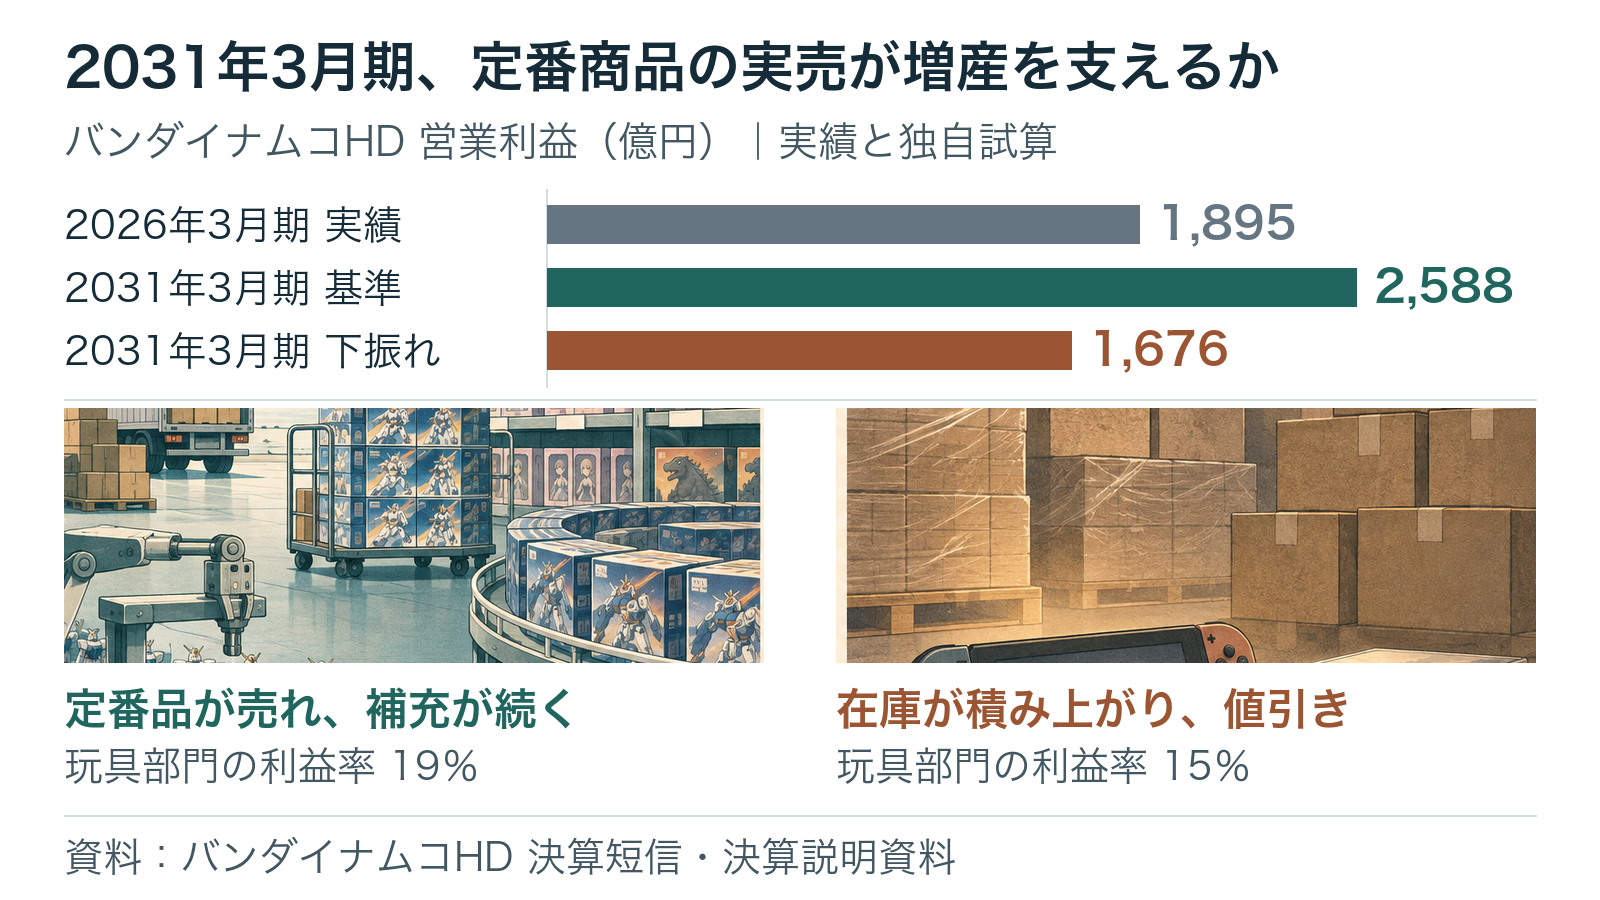 2031年3月期、定番商品の実売が増産を支えるか
バンダイナムコHD 営業利益（億円）｜実績と独自試算
2026年3月期 実績 1,895
2031年3月期 基準 2,588
2031年3月期 下振れ 1,676
定番品が売れ、補充が続く
玩具部門の利益率 19%
在庫が積み上がり、値引き
玩具部門の利益率 15%
資料：バンダイナムコHD 決算短信・決算説明資料